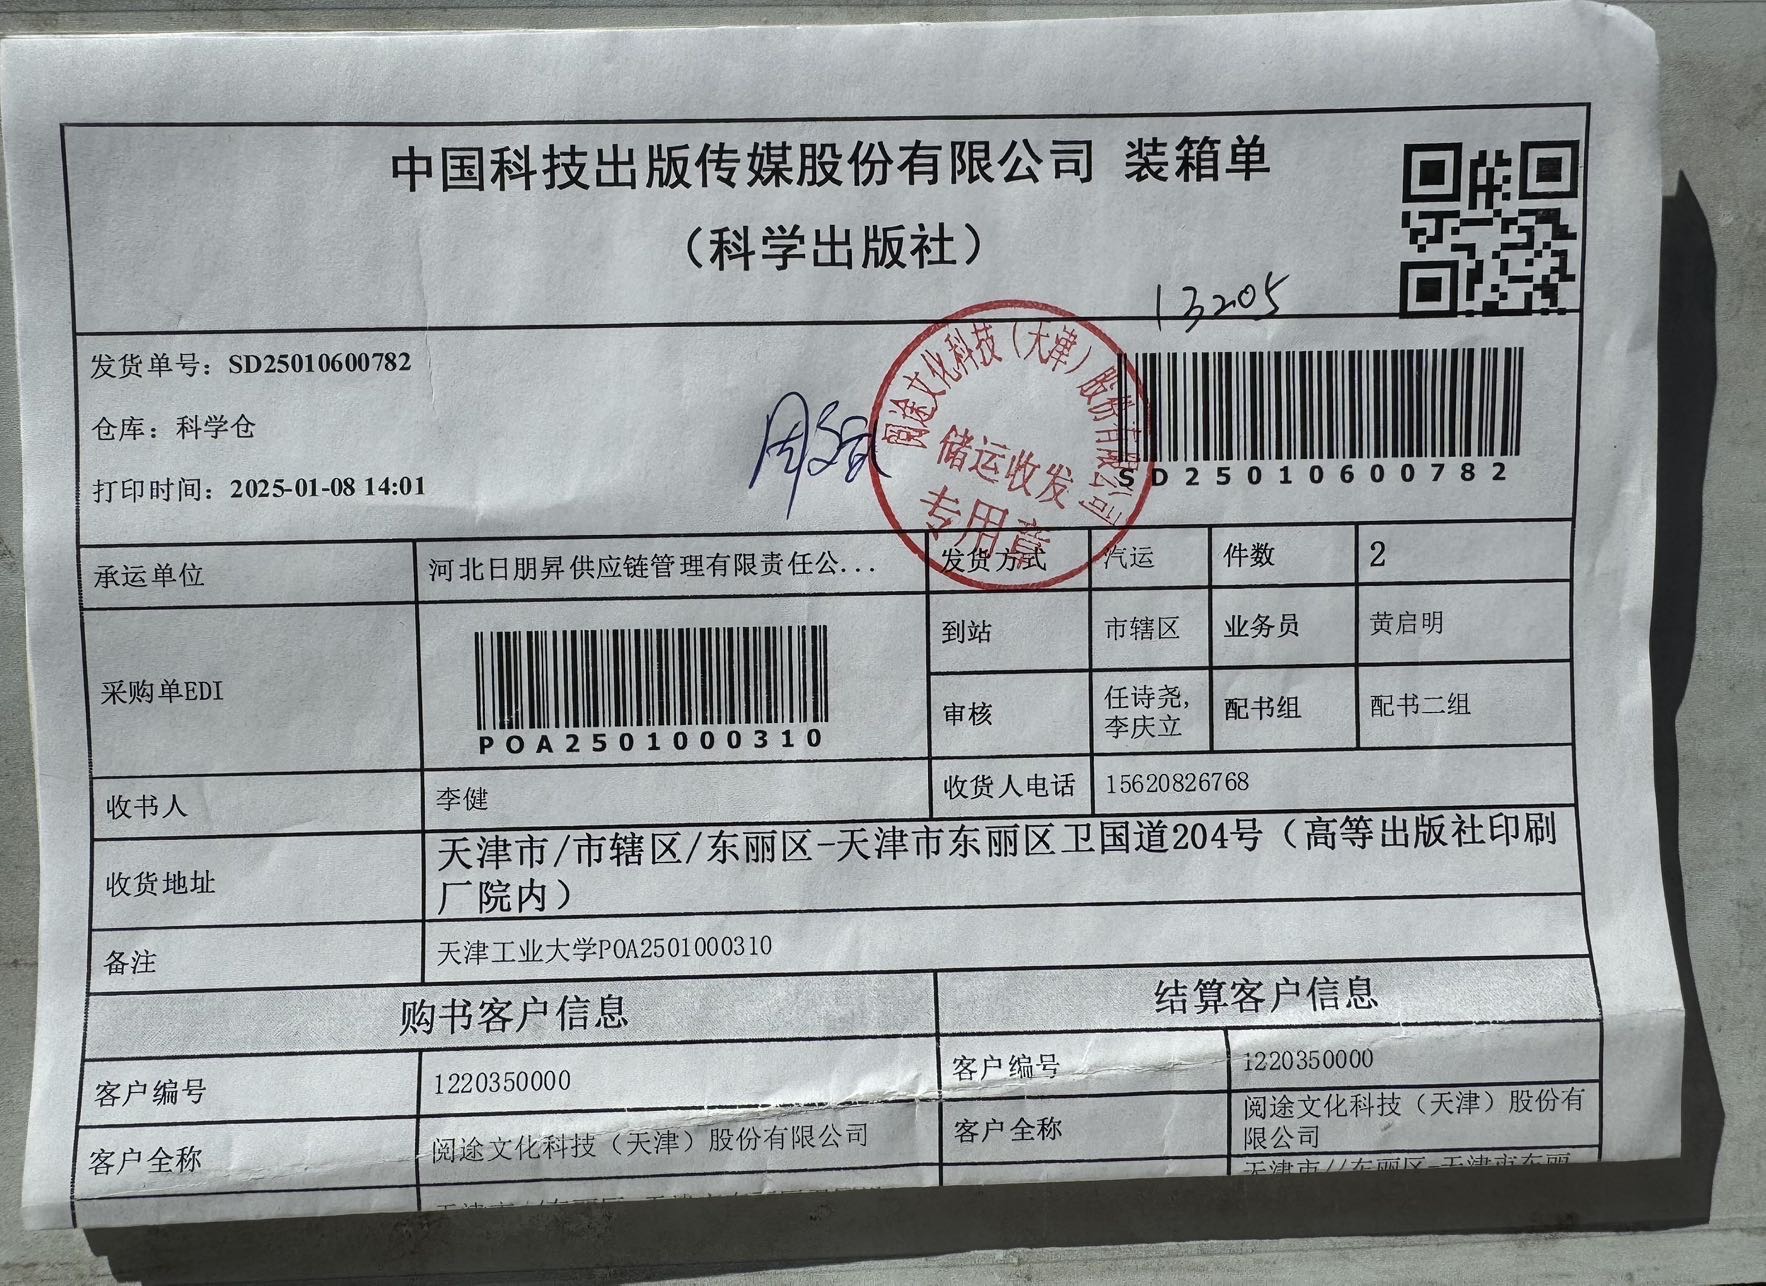 中国科技出版传媒股份有限公司 装箱单
（科学出版社）
13205
发货单号：SD25010600782
仓库：科学仓
打印时间：2025-01-08 14:01
阅途文化科技（天津）股份有限公司
储运收发
专用章
SD25010600782
承运单位 河北日朋昇供应链管理有限责任公... 发货方式 汽运 件数 2
采购单EDI
POA2501000310
到站 市辖区 业务员 黄启明
审核 任诗尧,
李庆立
配书组 配书二组
收书人 李健 收货人电话 15620826768
收货地址 天津市/市辖区/东丽区-天津市东丽区卫国道204号（高等出版社印刷
厂院内）
备注 天津工业大学POA2501000310
购书客户信息 结算客户信息
客户编号 1220350000 客户编号 1220350000
客户全称 阅途文化科技（天津）股份有限公司 客户全称 阅途文化科技（天津）股份有
限公司
天津市//东丽区-天津市东丽